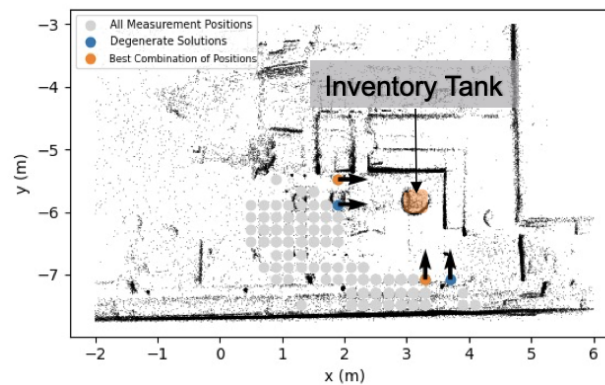 All Measurement Positions
Degenerate Solutions
Best Combination of Positions
Inventory Tank
−3
−4
−5
−6
−7
y (m)
−2 −1 0 1 2 3 4 5 6
x (m)